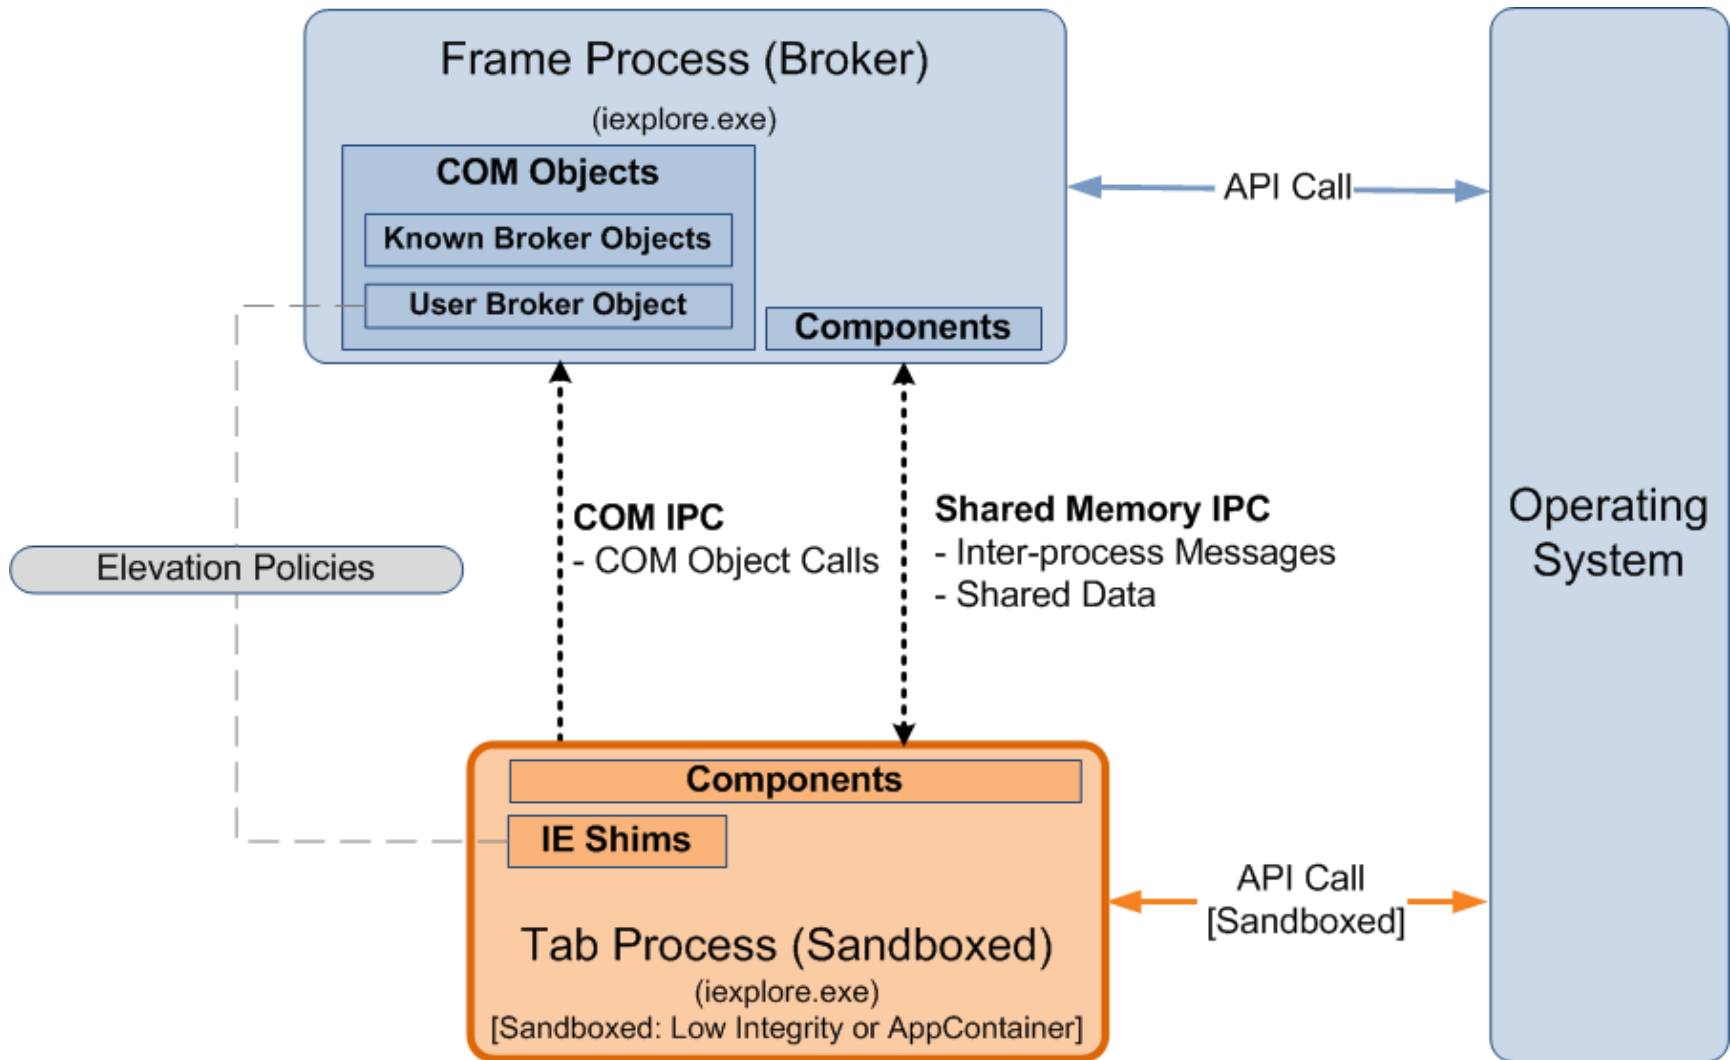 Frame Process (Broker)
(iexplore.exe)
COM Objects
Known Broker Objects
User Broker Object
Components
API Call
Operating
System
COM IPC
- COM Object Calls
Shared Memory IPC
- Inter-process Messages
- Shared Data
Elevation Policies
Components
IE Shims
Tab Process (Sandboxed)
(iexplore.exe)
[Sandboxed: Low Integrity or AppContainer]
API Call
[Sandboxed]